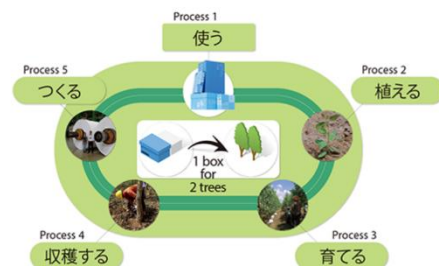 Process 1
使う
Process 2
植える
Process 3
育てる
Process 4
収穫する
Process 5
つくる
1 box
for
2 trees